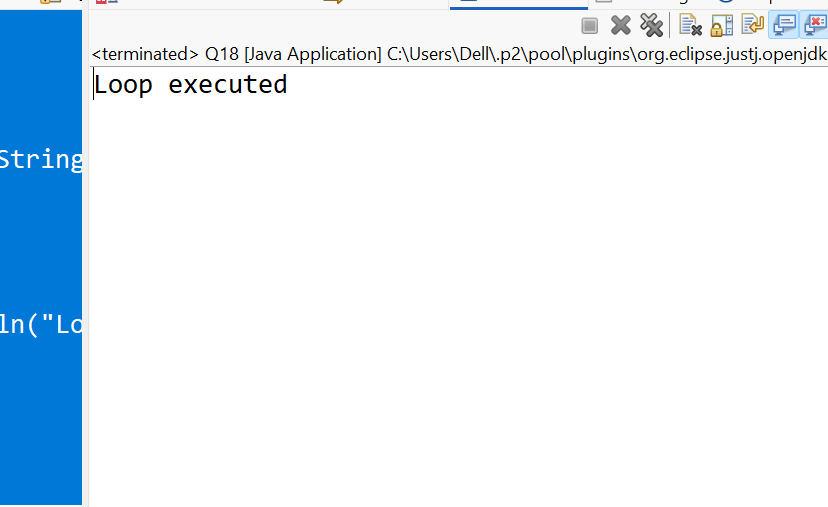 <terminated> Q18 [Java Application] C:\Users\Dell\.p2\pool\plugins\org.eclipse.justj.openjdk
Loop executed
String
ln("Lo